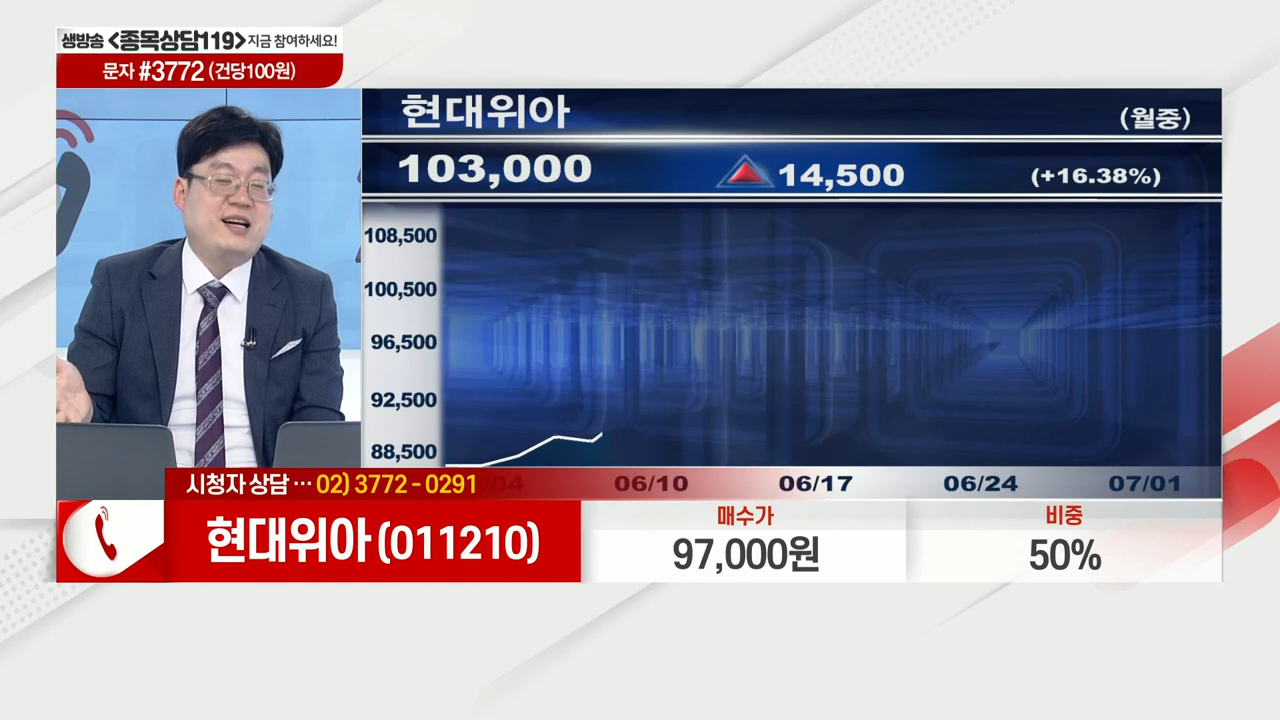 생방송 <종목상담119> 지금 참여하세요!
문자 #3772 (건당100원)
현대위아 (월중)
103,000 14,500 (+16.38%)
108,500
100,500
96,500
92,500
88,500
04 06/10 06/17 06/24 07/01
시청자 상담 … 02) 3772 - 0291
현대위아 (011210)
매수가
97,000원
비중
50%